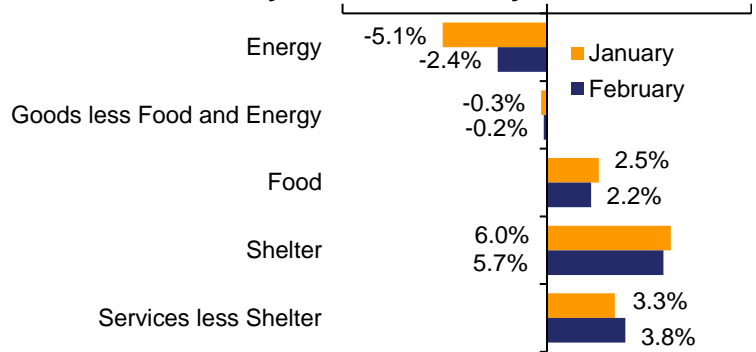 Energy
-5.1%
-2.4%
January
February
Goods less Food and Energy
-0.3%
-0.2%
Food
2.5%
2.2%
Shelter
6.0%
5.7%
Services less Shelter
3.3%
3.8%